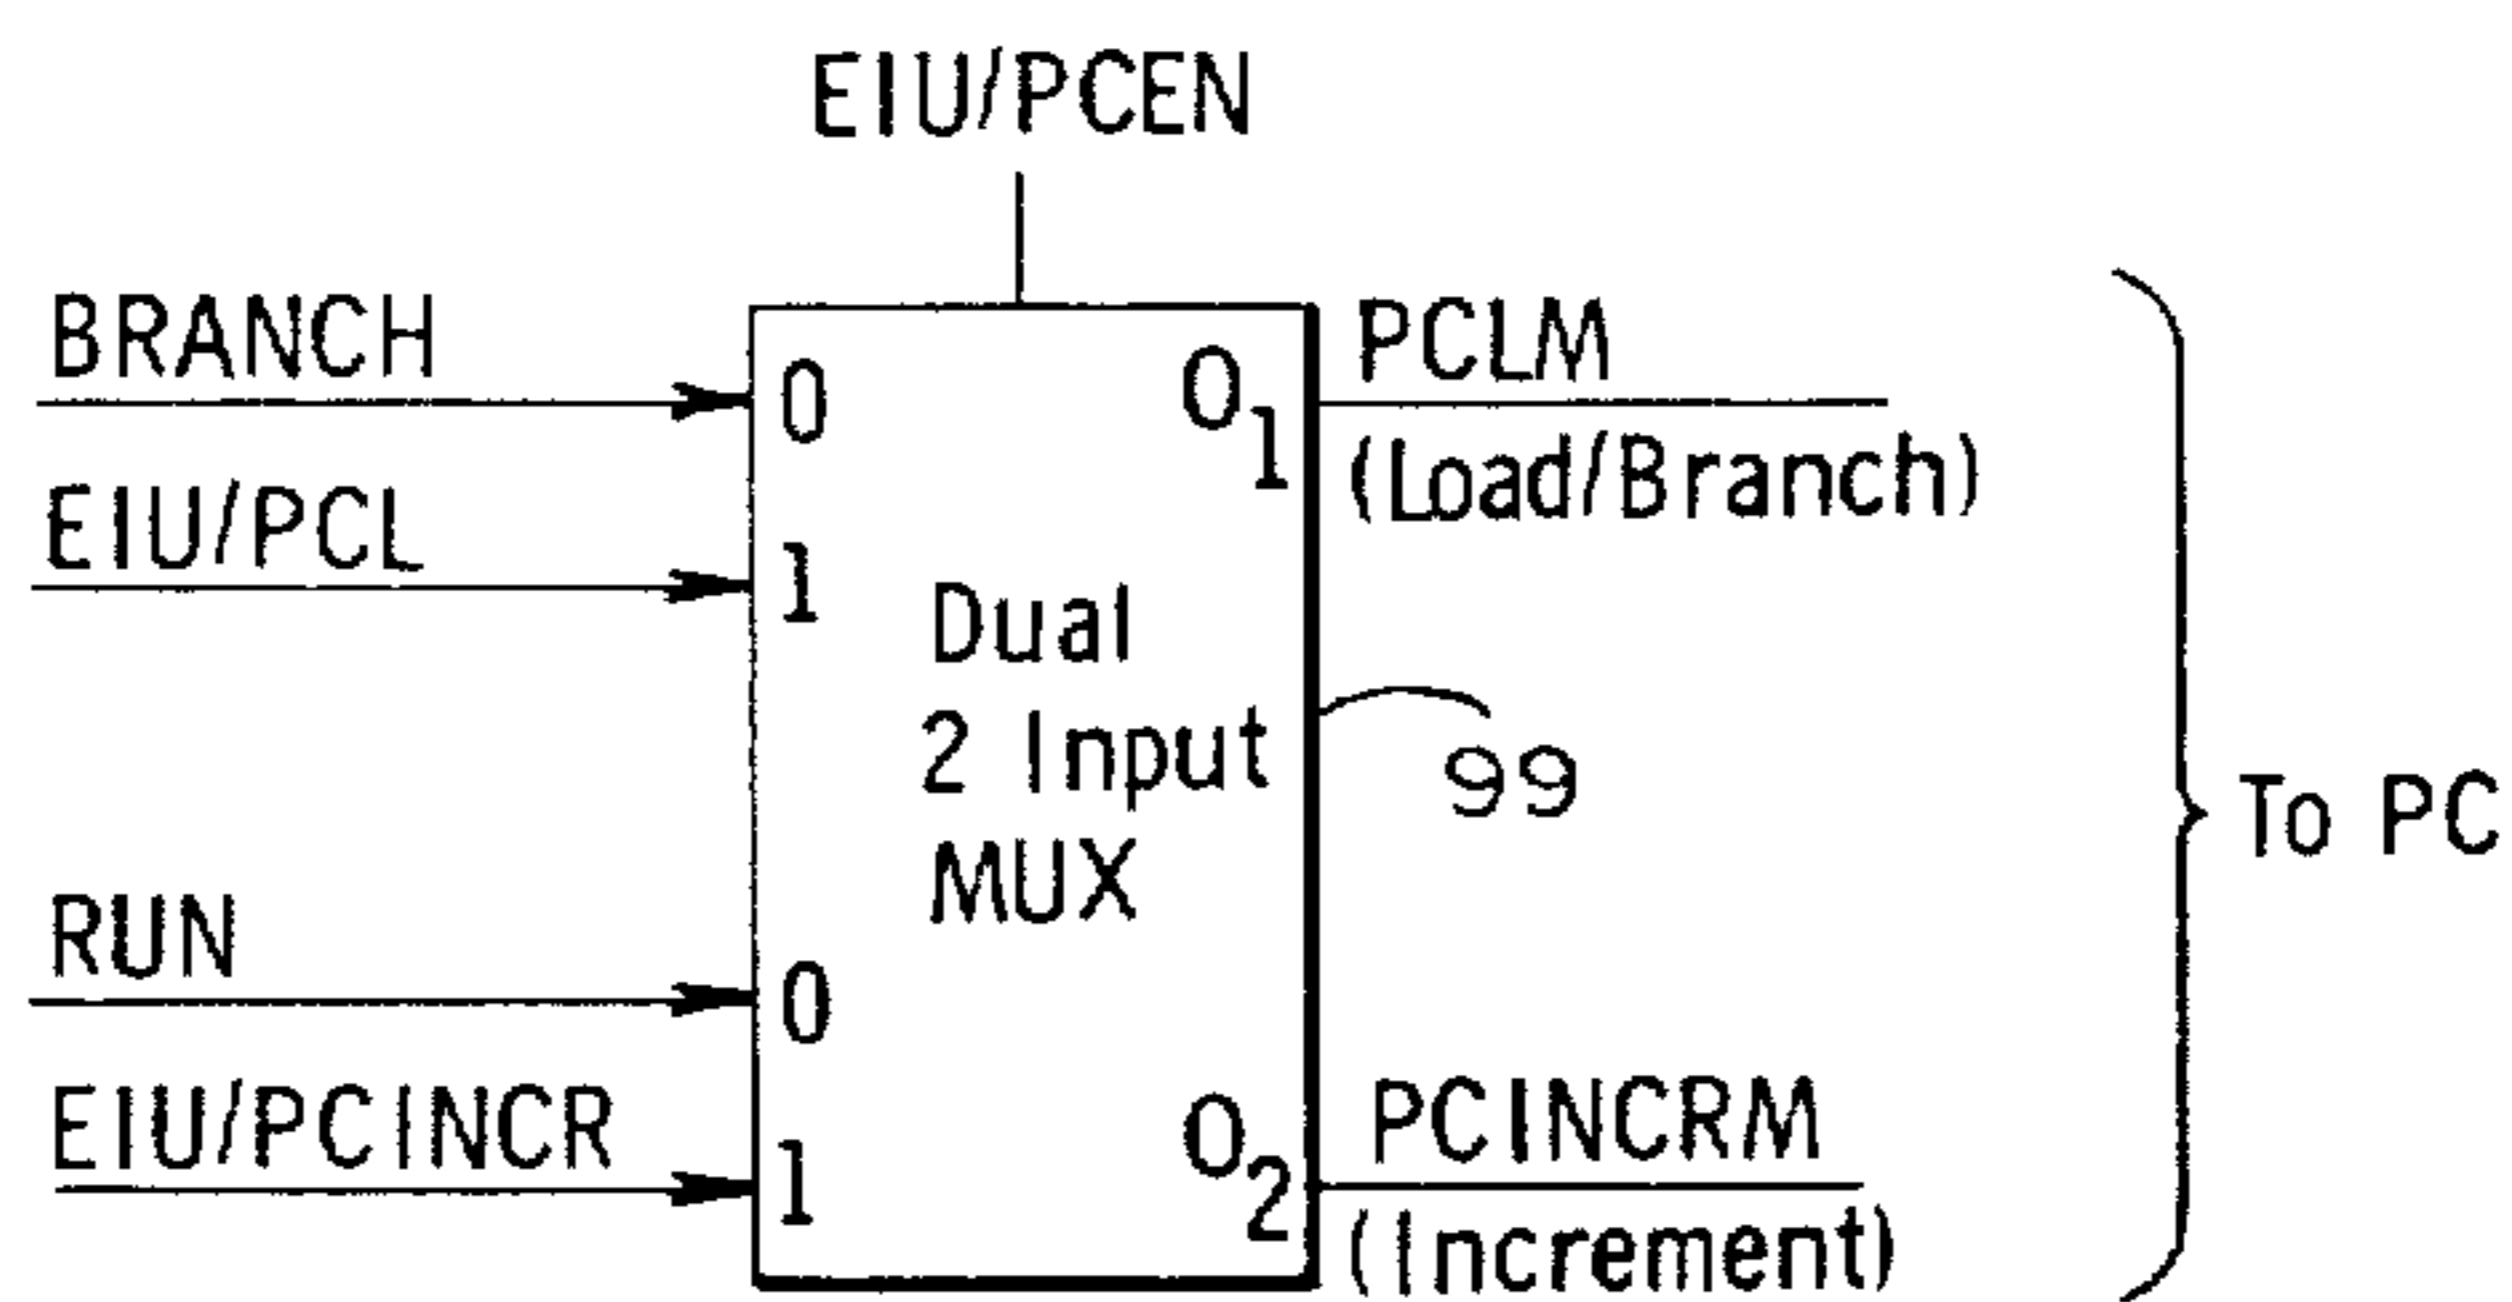 EIU/PCEN
BRANCH
0
O1
PCLM
(Load/Branch)
EIU/PCL
1
Dual
2 Input
MUX
99
To PC
RUN
0
EIU/PCINCR
1
O2
PCINCRM
(Increment)